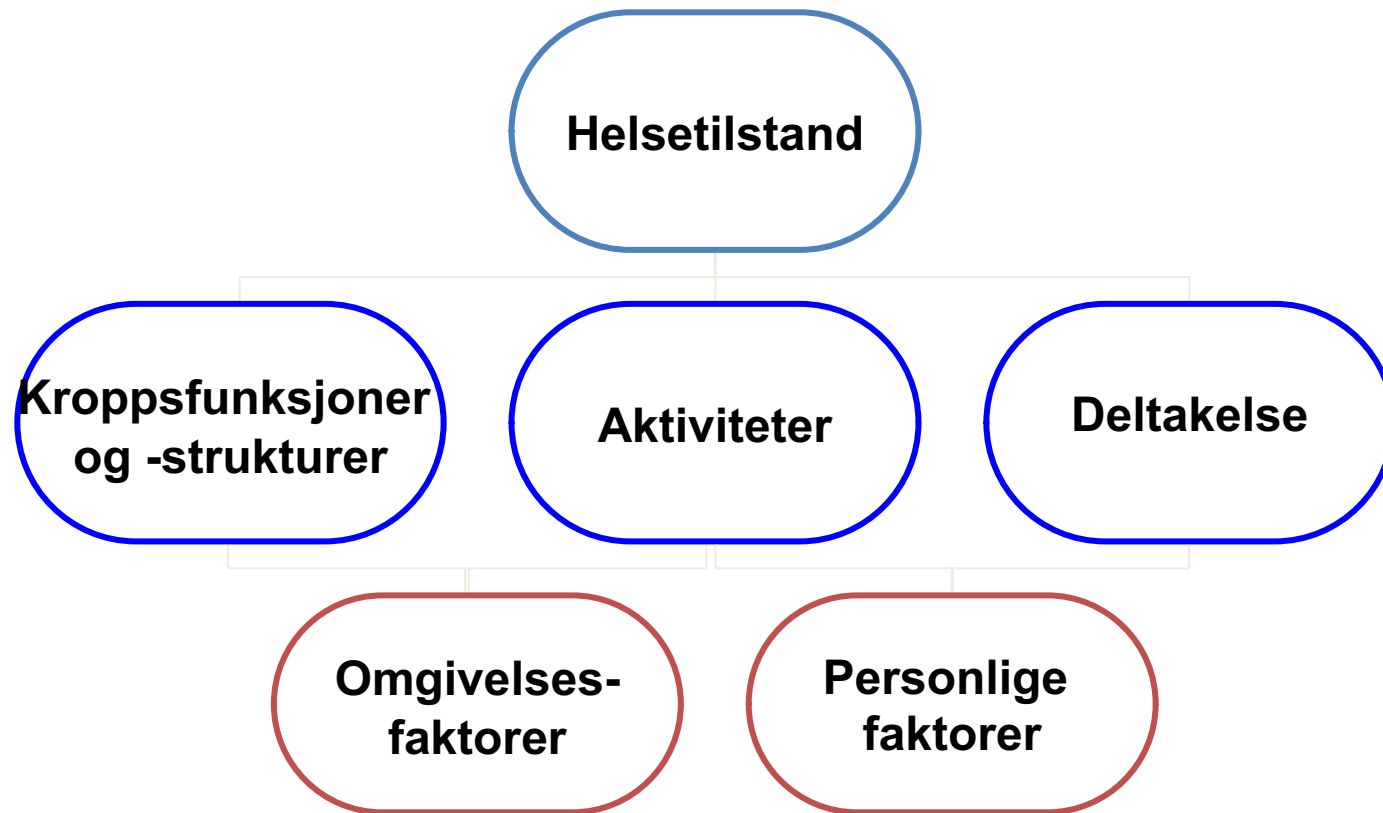 Helsetilstand
Kroppsfunksjoner
og -strukturer
Aktiviteter
Deltakelse
Omgivelses-
faktorer
Personlige
faktorer